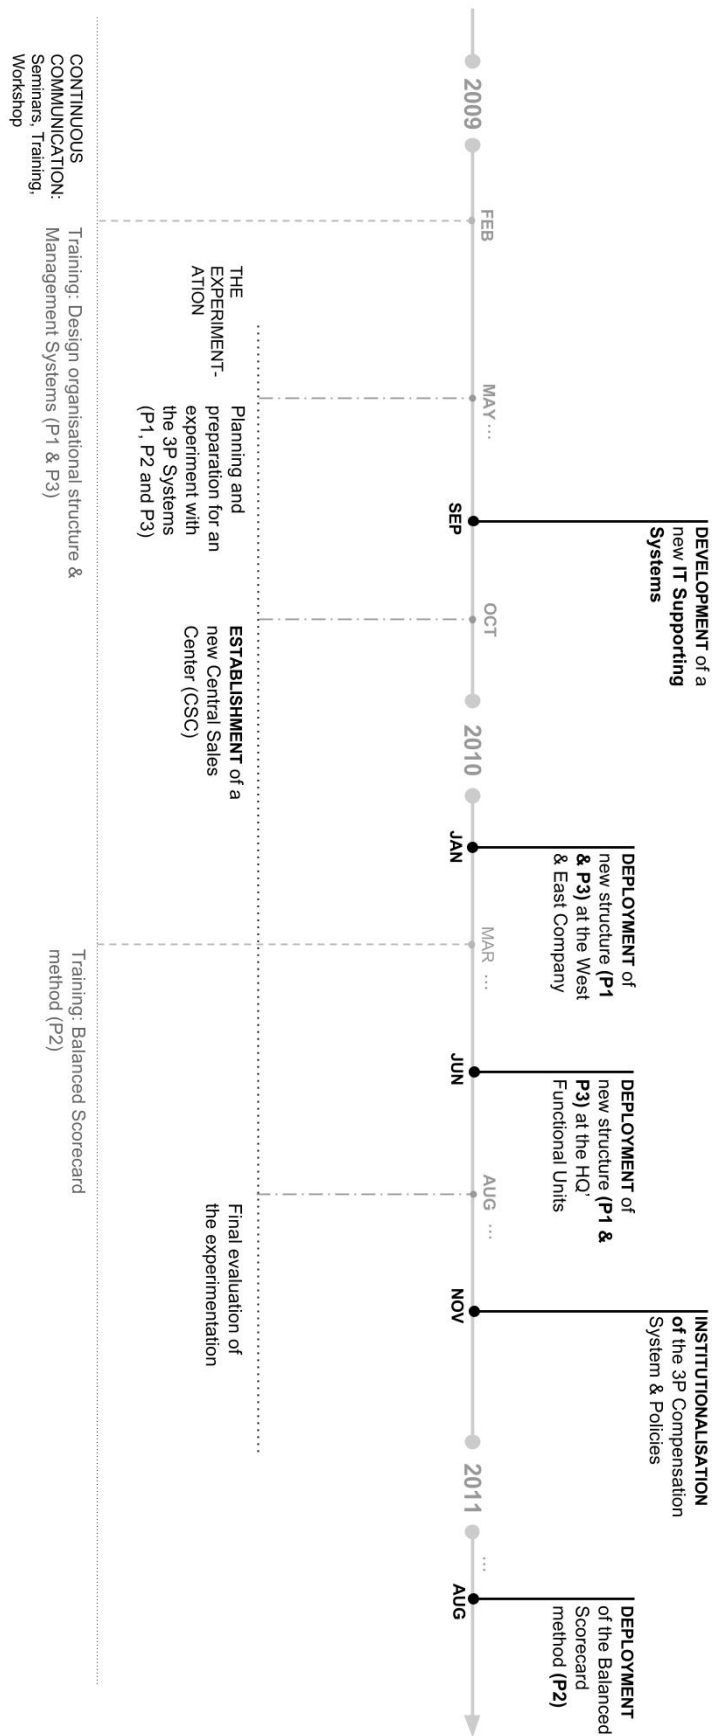 DEVELOPMENT of a
new IT Supporting
Systems
DEPLOYMENT of
new structure (P1
& P3) at the West
& East Company
DEPLOYMENT of
new structure (P1 &
P3) at the HQ'
Functional Units
INSTITUTIONALISATION
of the 3P Compensation
System & Policies
DEPLOYMENT
of the Balanced
Scorecard
method (P2)
2009
FEB
MAY ...
SEP
OCT
2010
JAN
MAR ...
JUN
AUG ...
NOV
2011
...
AUG
THE
EXPERIMENT-
ATION
Planning and
preparation for an
experiment with
the 3P Systems
(P1, P2 and P3)
ESTABLISHMENT of a
new Central Sales
Center (CSC)
Final evaluation of
the experimentation
CONTINUOUS
COMMUNICATION:
Seminars, Training,
Workshop
Training: Design organisational structure &
Management Systems (P1 & P3)
Training: Balanced Scorecard
method (P2)